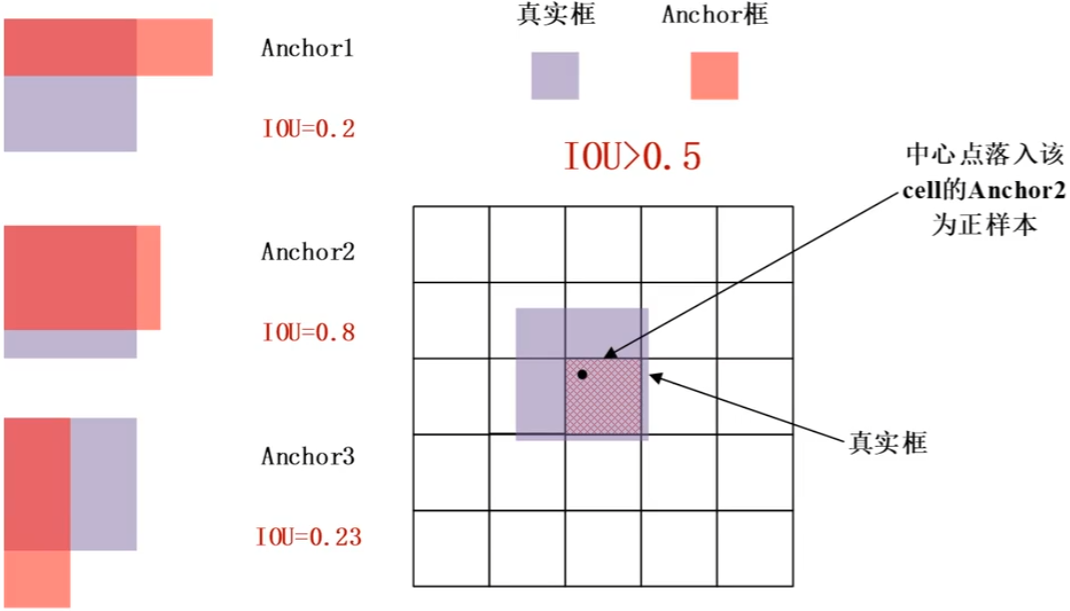 真实框
Anchor框
Anchor1
IOU=0.2
IOU>0.5
中心点落入该
cell的Anchor2
为正样本
Anchor2
IOU=0.8
真实框
Anchor3
IOU=0.23